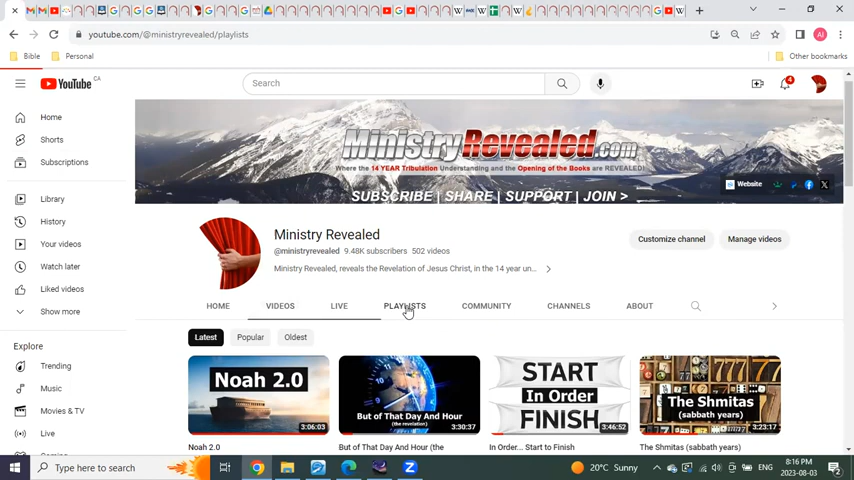 youtube.com/@ministryrevealed/playlists
Bible
Personal
Other bookmarks
AI
YouTube CA
Search
4
Home
Shorts
Subscriptions
Library
History
Your videos
Watch later
Liked videos
Show more
Explore
Trending
Music
Movies & TV
Live
MinistryRevealed.com
Where the 14 YEAR Tribulation Understanding and the Opening of the Books are REVEALED!
SUBSCRIBE | SHARE | SUPPORT | JOIN >
Website
Ministry Revealed
@ministryrevealed 9.48K subscribers 502 videos
Ministry Revealed, reveals the Revelation of Jesus Christ, in the 14 year un...
Customize channel
Manage videos
HOME
VIDEOS
LIVE
PLAYLISTS
COMMUNITY
CHANNELS
ABOUT
Latest
Popular
Oldest
Noah 2.0
3:06:03
But of That Day And Hour
(the revelation)
3:30:37
START
In Order
FINISH
3:46:52
777
The Shmitas
(sabbath years)
3:23:17
Noah 2.0
But of That Day And Hour (the
In Order... Start to Finish
The Shmitas (sabbath years)
Type here to search
20°C Sunny
ENG
8:16 PM
2023-08-03
2